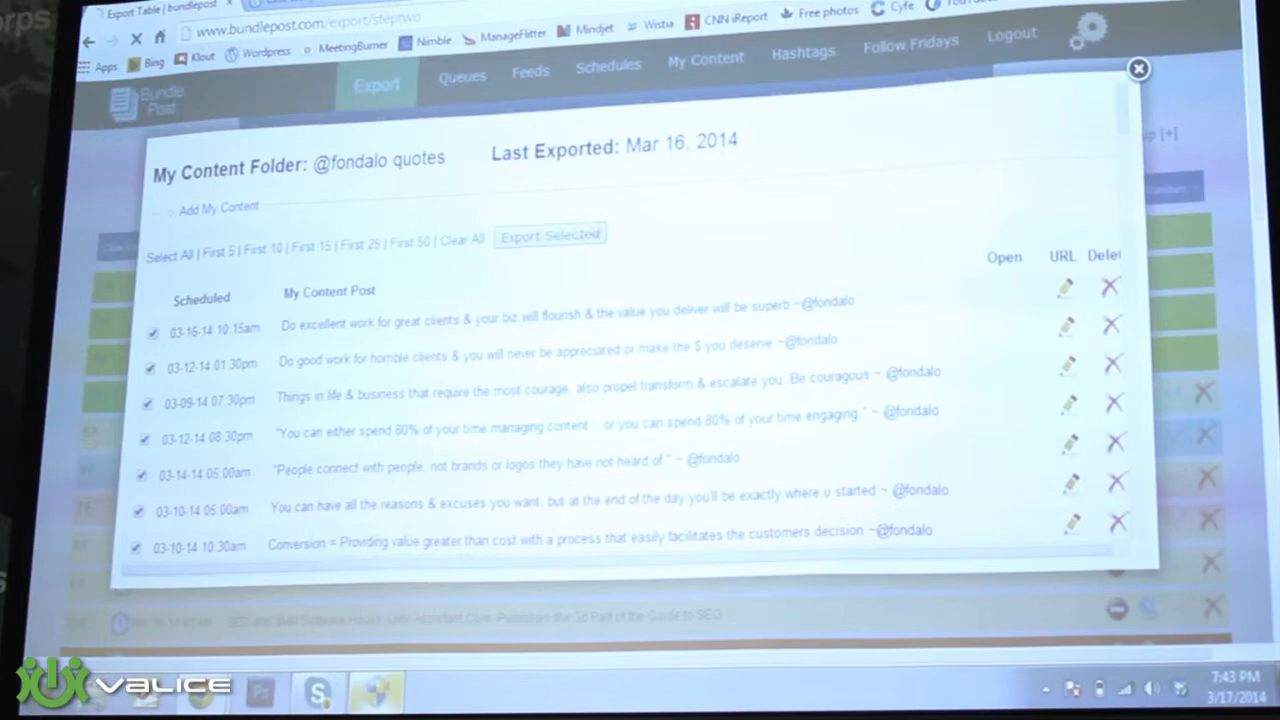 orps
Export Table | bundlepost
www.bundlepost.com/export/steptwo
Apps Bing Klout Wordpress MeetingBurner Nimble ManageFlitter Mindjet Wistia CNN iReport Free photos Cyfe YouTube
Bundle Post Export Queues Feeds Schedules My Content Hashtags Follow Fridays Logout
My Content Folder: @fondalo quotes Last Exported: Mar 16, 2014
[+]
Add My Content
Select All | First 5 | First 10 | First 15 | First 25 | First 50 | Clear All Export Selected
Scheduled My Content Post Open URL Delet
03-16-14 10:15am Do excellent work for great clients & your biz will flourish & the value you deliver will be superb ~@fondalo
03-12-14 01:30pm Do good work for horrible clients & you will never be appreciated or make the $ you deserve ~@fondalo
03-09-14 07:30pm Things in life & business that require the most courage, also propel transform & escalate you. Be couragous ~ @fondalo
03-12-14 08:30pm "You can either spend 80% of your time managing content... or you can spend 80% of your time engaging." ~ @fondalo
03-14-14 05:00am "People connect with people, not brands or logos they have not heard of." ~ @fondalo
03-10-14 05:00am You can have all the reasons & excuses you want, but at the end of the day you'll be exactly where u started ~ @fondalo
03-10-14 10:30am Conversion = Providing value greater than cost with a process that easily facilitates the customers decision ~@fondalo
VALICE
Ps
7:43 PM
3/17/2014